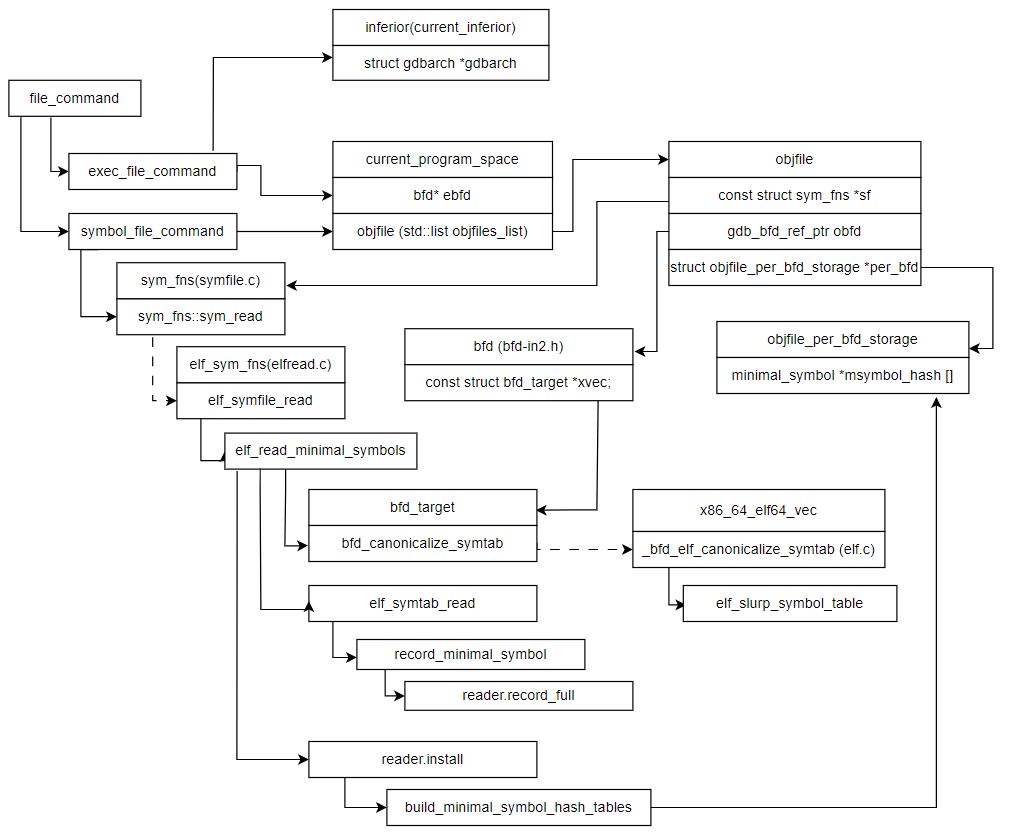 inferior(current_inferior)
struct gdbarch *gdbarch
file_command
exec_file_command
current_program_space
bfd* ebfd
objfile (std::list objfiles_list)
objfile
const struct sym_fns *sf
gdb_bfd_ref_ptr obfd
struct objfile_per_bfd_storage *per_bfd
symbol_file_command
sym_fns(symfile.c)
sym_fns::sym_read
elf_sym_fns(elfread.c)
elf_symfile_read
bfd (bfd-in2.h)
const struct bfd_target *xvec;
objfile_per_bfd_storage
minimal_symbol *msymbol_hash []
elf_read_minimal_symbols
bfd_target
bfd_canonicalize_symtab
x86_64_elf64_vec
_bfd_elf_canonicalize_symtab (elf.c)
elf_slurp_symbol_table
elf_symtab_read
record_minimal_symbol
reader.record_full
reader.install
build_minimal_symbol_hash_tables